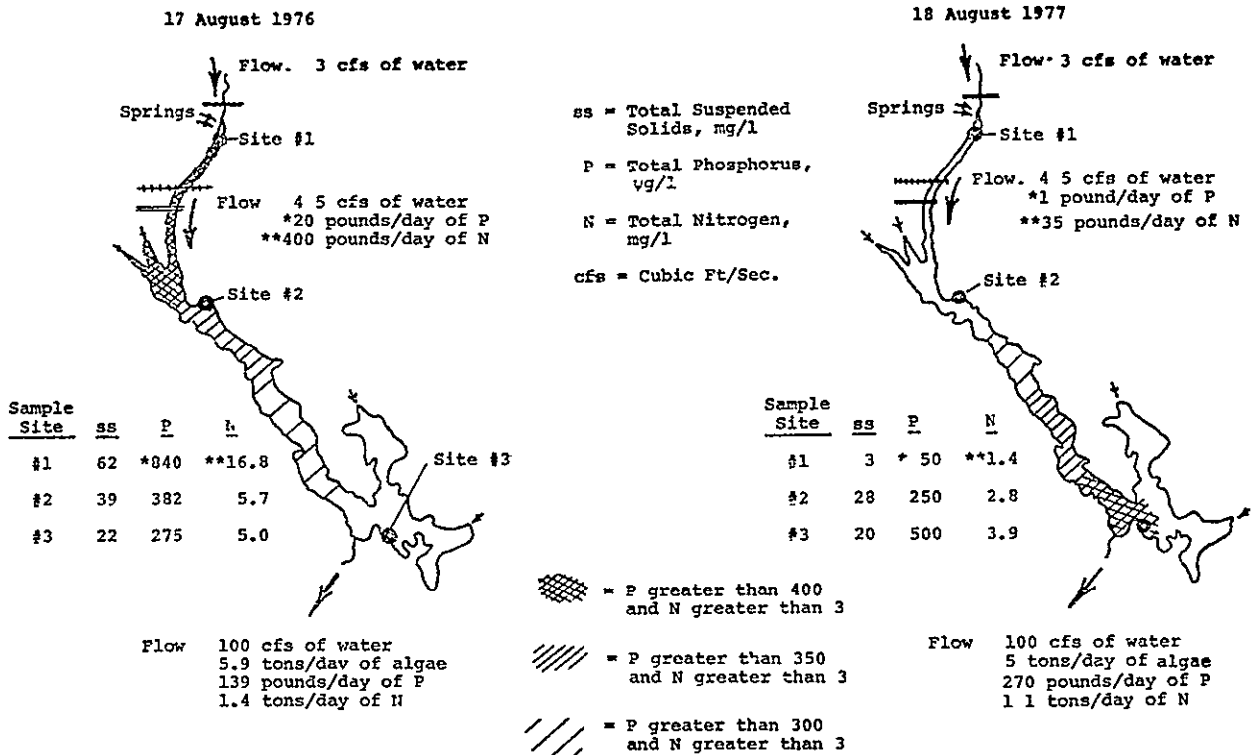 17 August 1976
Flow. 3 cfs of water
Springs
Site #1
Flow 4 5 cfs of water
*20 pounds/day of P
**400 pounds/day of N
Site #2
Sample
Site ss P N
#1 62 *840 **16.8
#2 39 382 5.7
#3 22 275 5.0
Site #3
Flow 100 cfs of water
5.9 tons/day of algae
139 pounds/day of P
1.4 tons/day of N
ss = Total Suspended
Solids, mg/l
P = Total Phosphorus,
µg/l
N = Total Nitrogen,
mg/l
cfs = Cubic Ft/Sec.
= P greater than 400
and N greater than 3
= P greater than 350
and N greater than 3
= P greater than 300
and N greater than 3
18 August 1977
Flow. 3 cfs of water
Springs
Site #1
Flow. 4 5 cfs of water
*1 pound/day of P
**35 pounds/day of N
Site #2
Sample
Site ss P N
#1 3 * 50 **1.4
#2 28 250 2.8
#3 20 500 3.9
Flow 100 cfs of water
5 tons/day of algae
270 pounds/day of P
1 1 tons/day of N